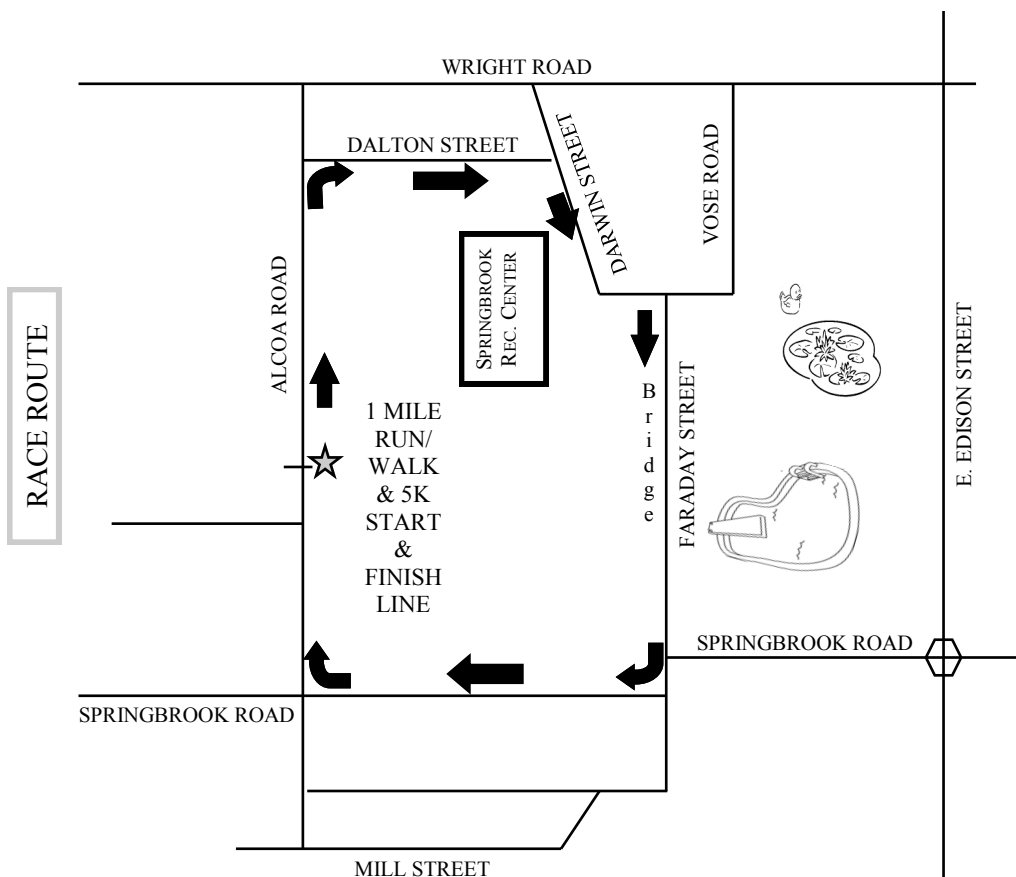 WRIGHT ROAD
DALTON STREET
DARWIN STREET
VOSE ROAD
SPRINGBROOK
REC. CENTER
ALCOA ROAD
RACE ROUTE
1 MILE
RUN/
WALK
& 5K
START
&
FINISH
LINE
Bridge
FARADAY STREET
E. EDISON STREET
SPRINGBROOK ROAD
SPRINGBROOK ROAD
MILL STREET